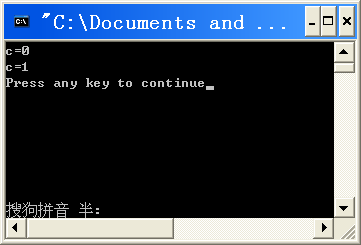 "C:\Documents and ...
c=0
c=1
Press any key to continue
搜狗拼音 半: